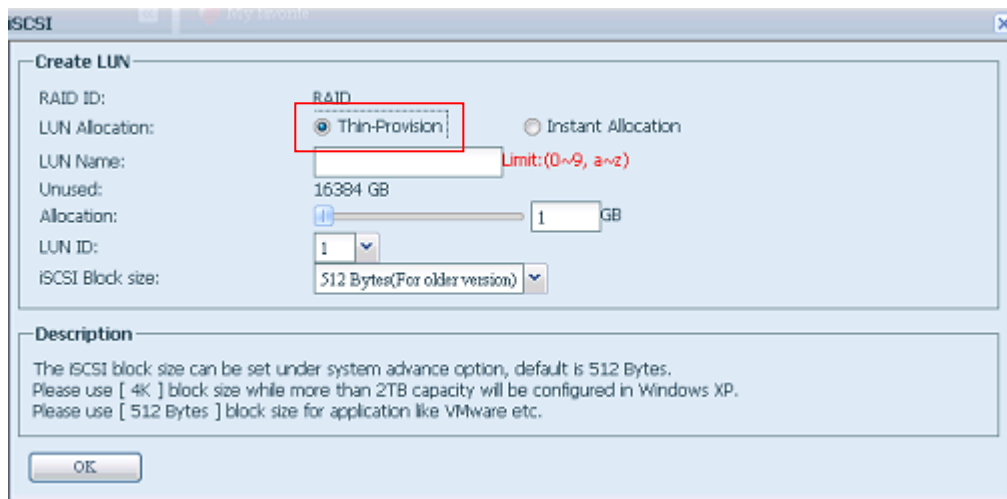 My favorite
iSCSI
Create LUN
RAID ID: RAID
LUN Allocation: Thin-Provision Instant Allocation
LUN Name: Limit:(0~9, a~z)
Unused: 16384 GB
Allocation: 1 GB
LUN ID: 1
iSCSI Block size: 512 Bytes(For older version)
Description
The iSCSI block size can be set under system advance option, default is 512 Bytes.
Please use [ 4K ] block size while more than 2TB capacity will be configured in Windows XP.
Please use [ 512 Bytes ] block size for application like VMware etc.
OK